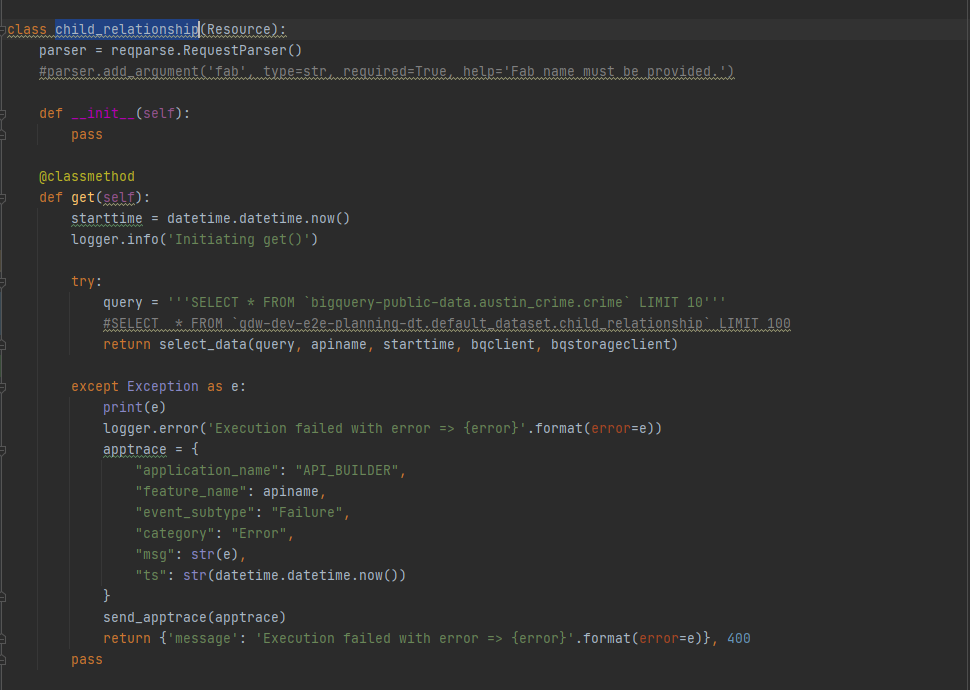 class child_relationship(Resource):
    parser = reqparse.RequestParser()
    #parser.add_argument('fab', type=str, required=True, help='Fab name must be provided.')
    def __init__(self):
        pass
    @classmethod
    def get(self):
        starttime = datetime.datetime.now()
        logger.info('Initiating get()')
        try:
            query = '''SELECT * FROM `bigquery-public-data.austin_crime.crime` LIMIT 10'''
            #SELECT  * FROM `gdw-dev-e2e-planning-dt.default_dataset.child_relationship` LIMIT 100
            return select_data(query, apiname, starttime, bqclient, bqstorageclient)
        except Exception as e:
            print(e)
            logger.error('Execution failed with error => {error}'.format(error=e))
            apptrace = {
                "application_name": "API_BUILDER",
                "feature_name": apiname,
                "event_subtype": "Failure",
                "category": "Error",
                "msg": str(e),
                "ts": str(datetime.datetime.now())
            }
            send_apptrace(apptrace)
            return {'message': 'Execution failed with error => {error}'.format(error=e)}, 400
        pass